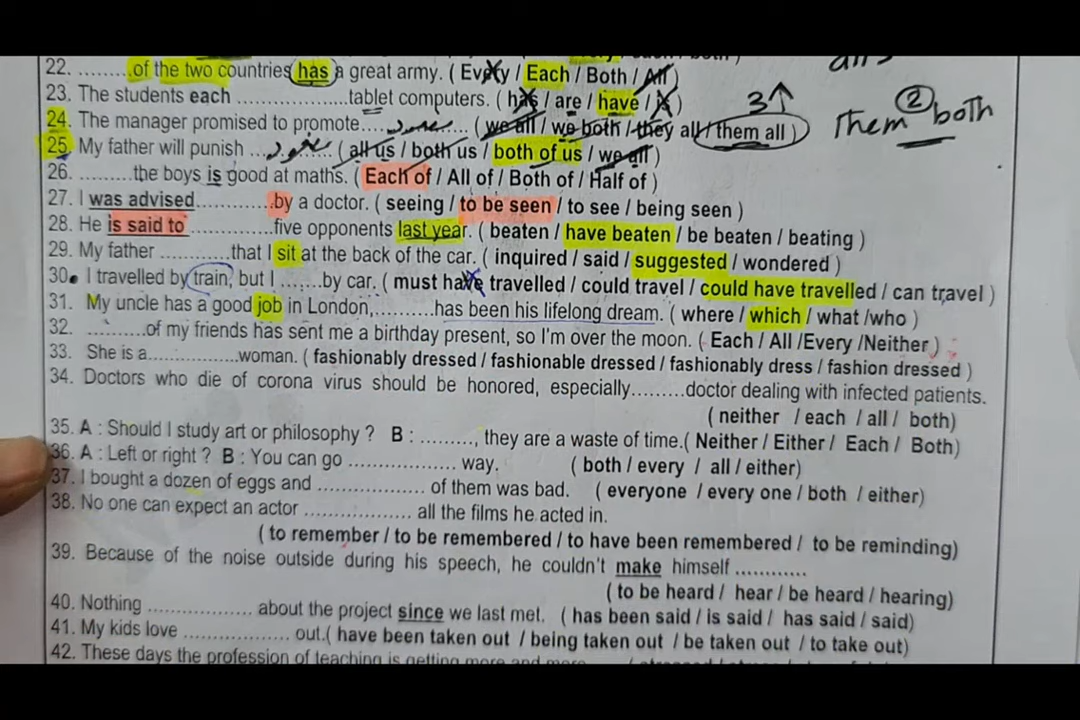 22. .........of the two countries has a great army. ( Every / Each / Both / All )
all's
23. The students each ..................tablet computers. ( has / are / have / )
3↑
24. The manager promised to promote.... ... ( we all / we both / they all / them all )
Them ② both
25. My father will punish ... ... ( all us / both us / both of us / we all )
26. .........the boys is good at maths. ( Each of / All of / Both of / Half of )
27. I was advised.............by a doctor. ( seeing / to be seen / to see / being seen )
28. He is said to ..............five opponents last year. ( beaten / have beaten / be beaten / beating )
29. My father ............that I sit at the back of the car. ( inquired / said / suggested / wondered )
30. I travelled by train, but I .......by car. ( must have travelled / could travel / could have travelled / can travel )
31. My uncle has a good job in London,..........has been his lifelong dream. ( where / which / what /who )
32. ..........of my friends has sent me a birthday present, so I'm over the moon. ( Each / All /Every /Neither )
33. She is a................woman. ( fashionably dressed / fashionable dressed / fashionably dress / fashion dressed )
34. Doctors who die of corona virus should be honored, especially.........doctor dealing with infected patients.
( neither / each / all / both)
35. A : Should I study art or philosophy ? B : ........., they are a waste of time.( Neither / Either / Each / Both)
36. A : Left or right ? B : You can go .................. way. ( both / every / all / either)
37. I bought a dozen of eggs and .................. of them was bad. ( everyone / every one / both / either)
38. No one can expect an actor .................. all the films he acted in.
( to remember / to be remembered / to have been remembered / to be reminding)
39. Because of the noise outside during his speech, he couldn't make himself ............
( to be heard / hear / be heard / hearing)
40. Nothing .................. about the project since we last met. ( has been said / is said / has said / said)
41. My kids love .................. out.( have been taken out / being taken out / be taken out / to take out)
42. These days the profession of teaching is getting more and more